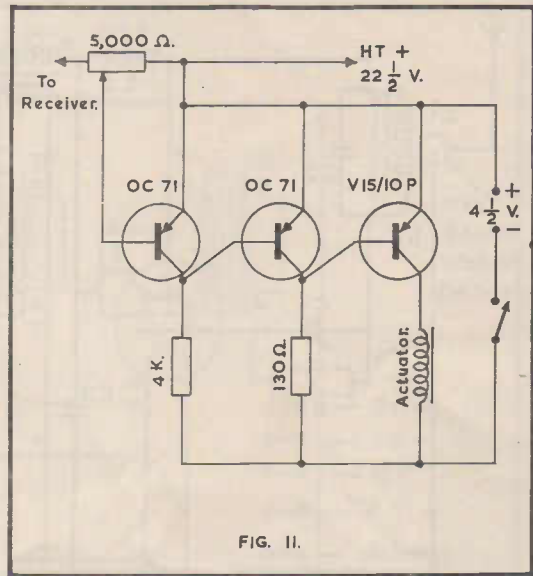 5,000 Ω.
HT +
22 1/2 V.
To
Receiver.
OC 71
OC 71
V15/10 P
+
4 1/2 V.
−
4 K.
130 Ω.
Actuator.
FIG. 11.